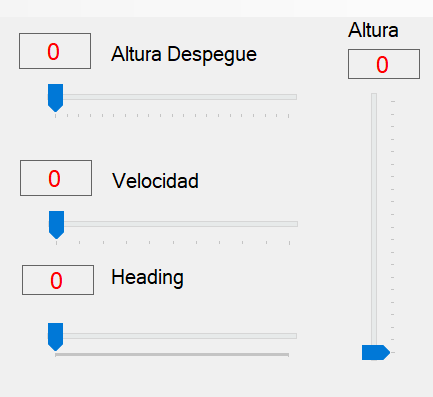 0
Altura Despegue
Altura
0
0
Velocidad
0
Heading